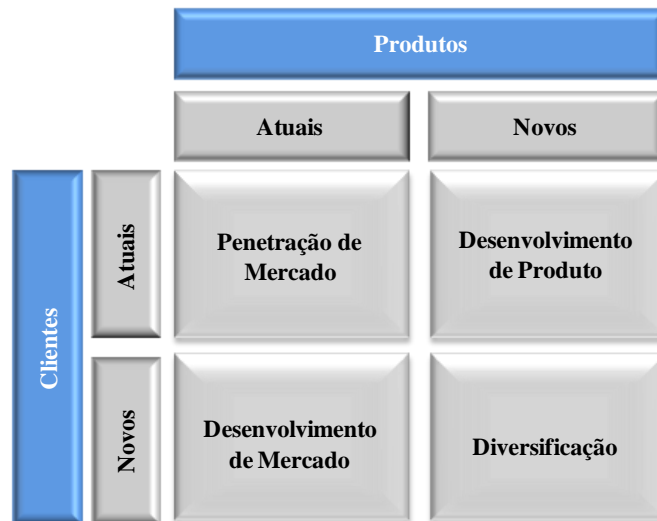 Produtos
Atuais
Novos
Clientes
Atuais
Penetração de
Mercado
Desenvolvimento
de Produto
Novos
Desenvolvimento
de Mercado
Diversificação